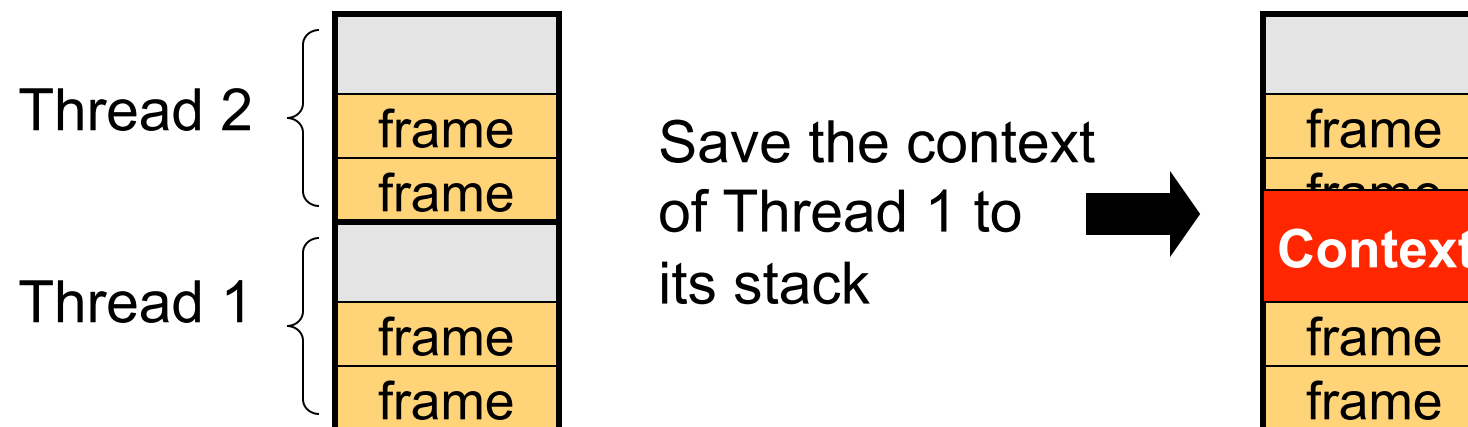 Thread 2
frame
frame
Thread 1
frame
frame
Save the context
of Thread 1 to
its stack
frame
frame
Context
frame
frame